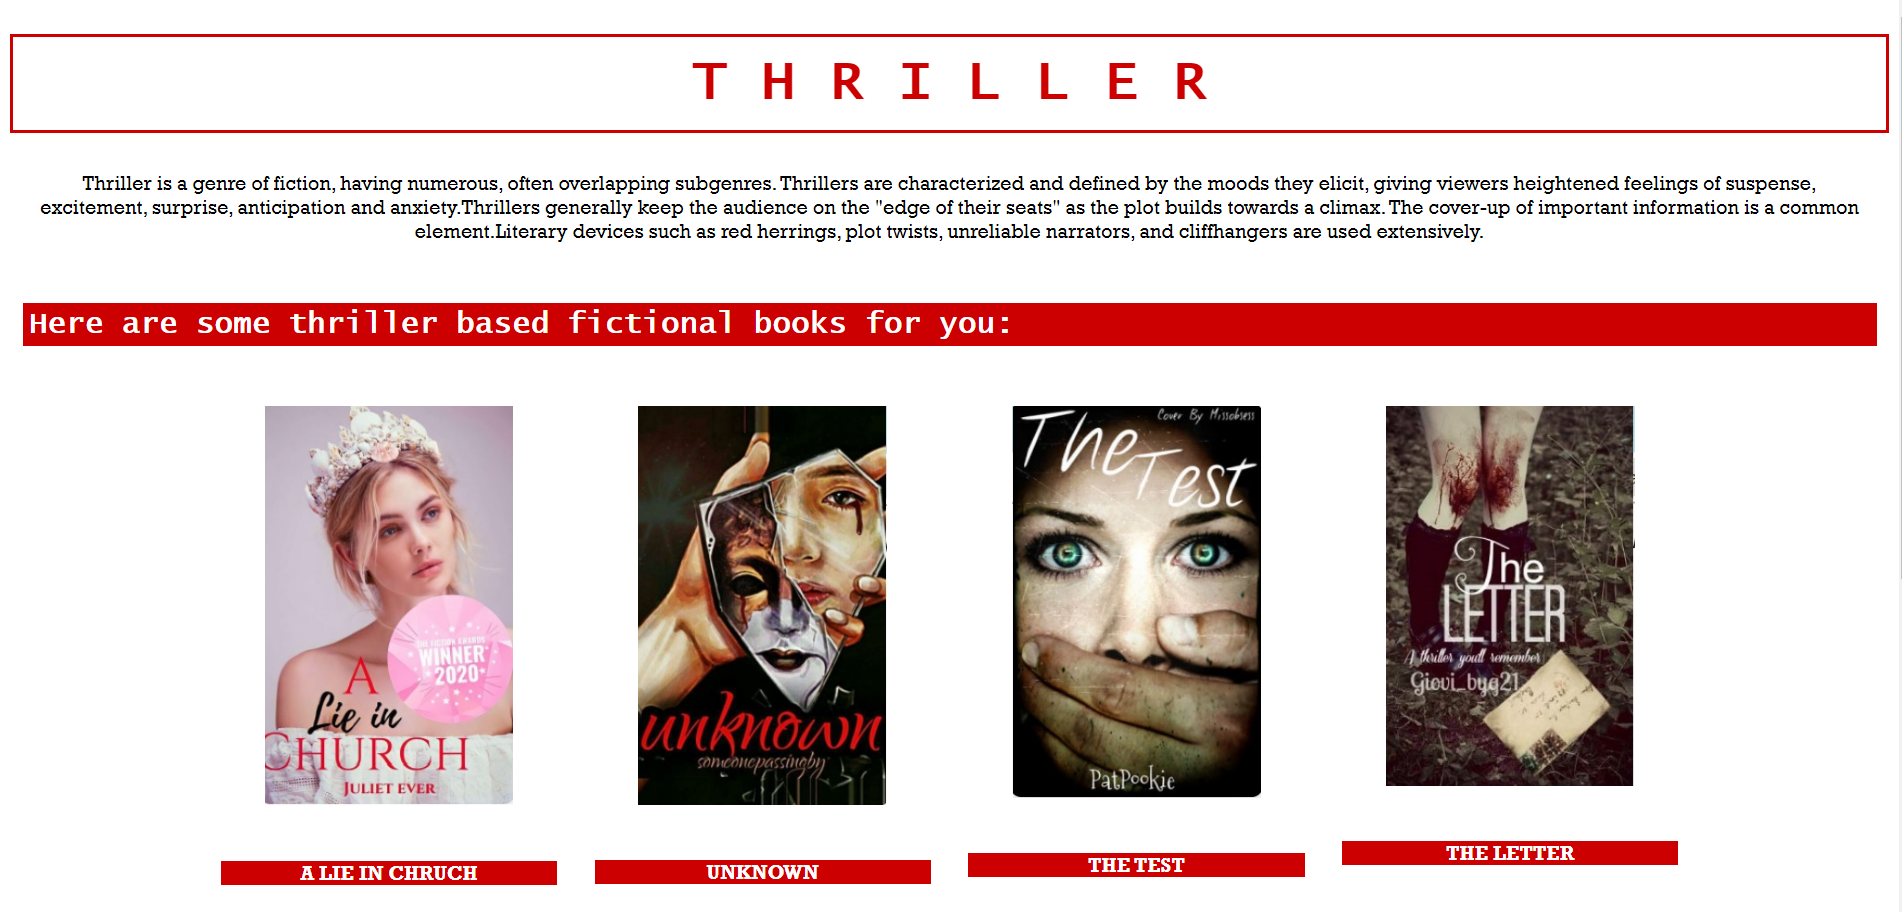 T H R I L L E R
Thriller is a genre of fiction, having numerous, often overlapping subgenres. Thrillers are characterized and defined by the moods they elicit, giving viewers heightened feelings of suspense,
excitement, surprise, anticipation and anxiety.Thrillers generally keep the audience on the "edge of their seats" as the plot builds towards a climax. The cover-up of important information is a common
element.Literary devices such as red herrings, plot twists, unreliable narrators, and cliffhangers are used extensively.
Here are some thriller based fictional books for you:
THE FICTION AWARDS
WINNER
2020
A
Lie in
CHURCH
JULIET EVER
unknown
someonepassingby
Cover By Missobsess
The Test
PatPookie
The
LETTER
A thriller you'll remember
Giovi_byg21
A LIE IN CHRUCH
UNKNOWN
THE TEST
THE LETTER